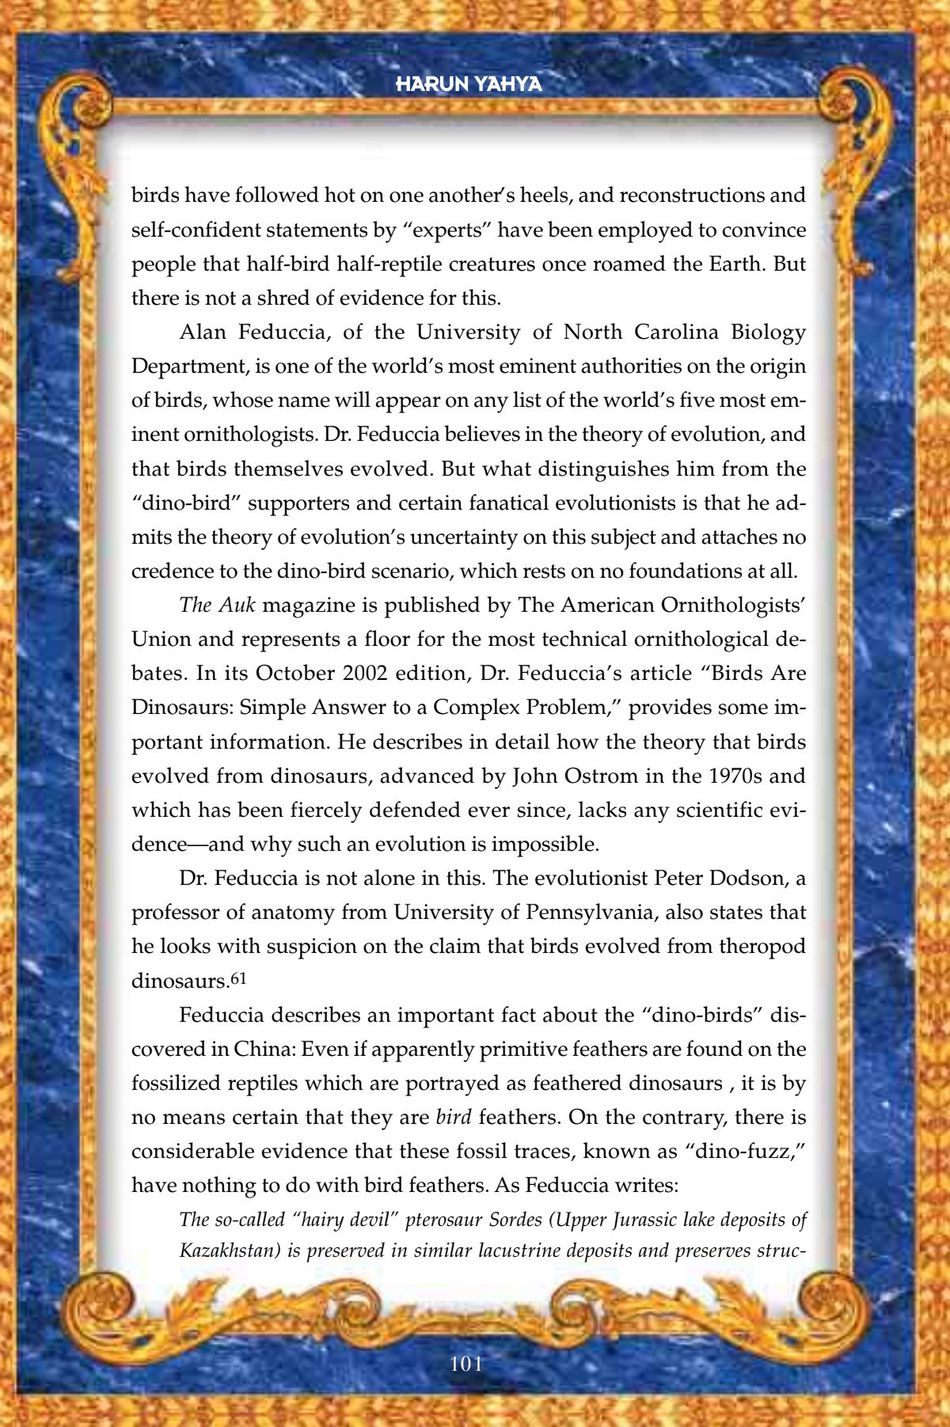 HARUN YAHYA
birds have followed hot on one another's heels, and reconstructions and
self-confident statements by “experts” have been employed to convince
people that half-bird half-reptile creatures once roamed the Earth. But
there is not a shred of evidence for this.
Alan Feduccia, of the University of North Carolina Biology
Department, is one of the world’s most eminent authorities on the origin
of birds, whose name will appear on any list of the world’s five most em-
inent ornithologists. Dr. Feduccia believes in the theory of evolution, and
that birds themselves evolved. But what distinguishes him from the
“dino-bird” supporters and certain fanatical evolutionists is that he ad-
mits the theory of evolution’s uncertainty on this subject and attaches no
credence to the dino-bird scenario, which rests on no foundations at all.
The Auk magazine is published by The American Ornithologists’
Union and represents a floor for the most technical ornithological de-
bates. In its October 2002 edition, Dr. Feduccia’s article “Birds Are
Dinosaurs: Simple Answer to a Complex Problem,” provides some im-
portant information. He describes in detail how the theory that birds
evolved from dinosaurs, advanced by John Ostrom in the 1970s and
which has been fiercely defended ever since, lacks any scientific evi-
dence—and why such an evolution is impossible.
Dr. Feduccia is not alone in this. The evolutionist Peter Dodson, a
professor of anatomy from University of Pennsylvania, also states that
he looks with suspicion on the claim that birds evolved from theropod
dinosaurs.61
Feduccia describes an important fact about the “dino-birds” dis-
covered in China: Even if apparently primitive feathers are found on the
fossilized reptiles which are portrayed as feathered dinosaurs , it is by
no means certain that they are bird feathers. On the contrary, there is
considerable evidence that these fossil traces, known as “dino-fuzz,”
have nothing to do with bird feathers. As Feduccia writes:
The so-called “hairy devil” pterosaur Sordes (Upper Jurassic lake deposits of
Kazakhstan) is preserved in similar lacustrine deposits and preserves struc-
101